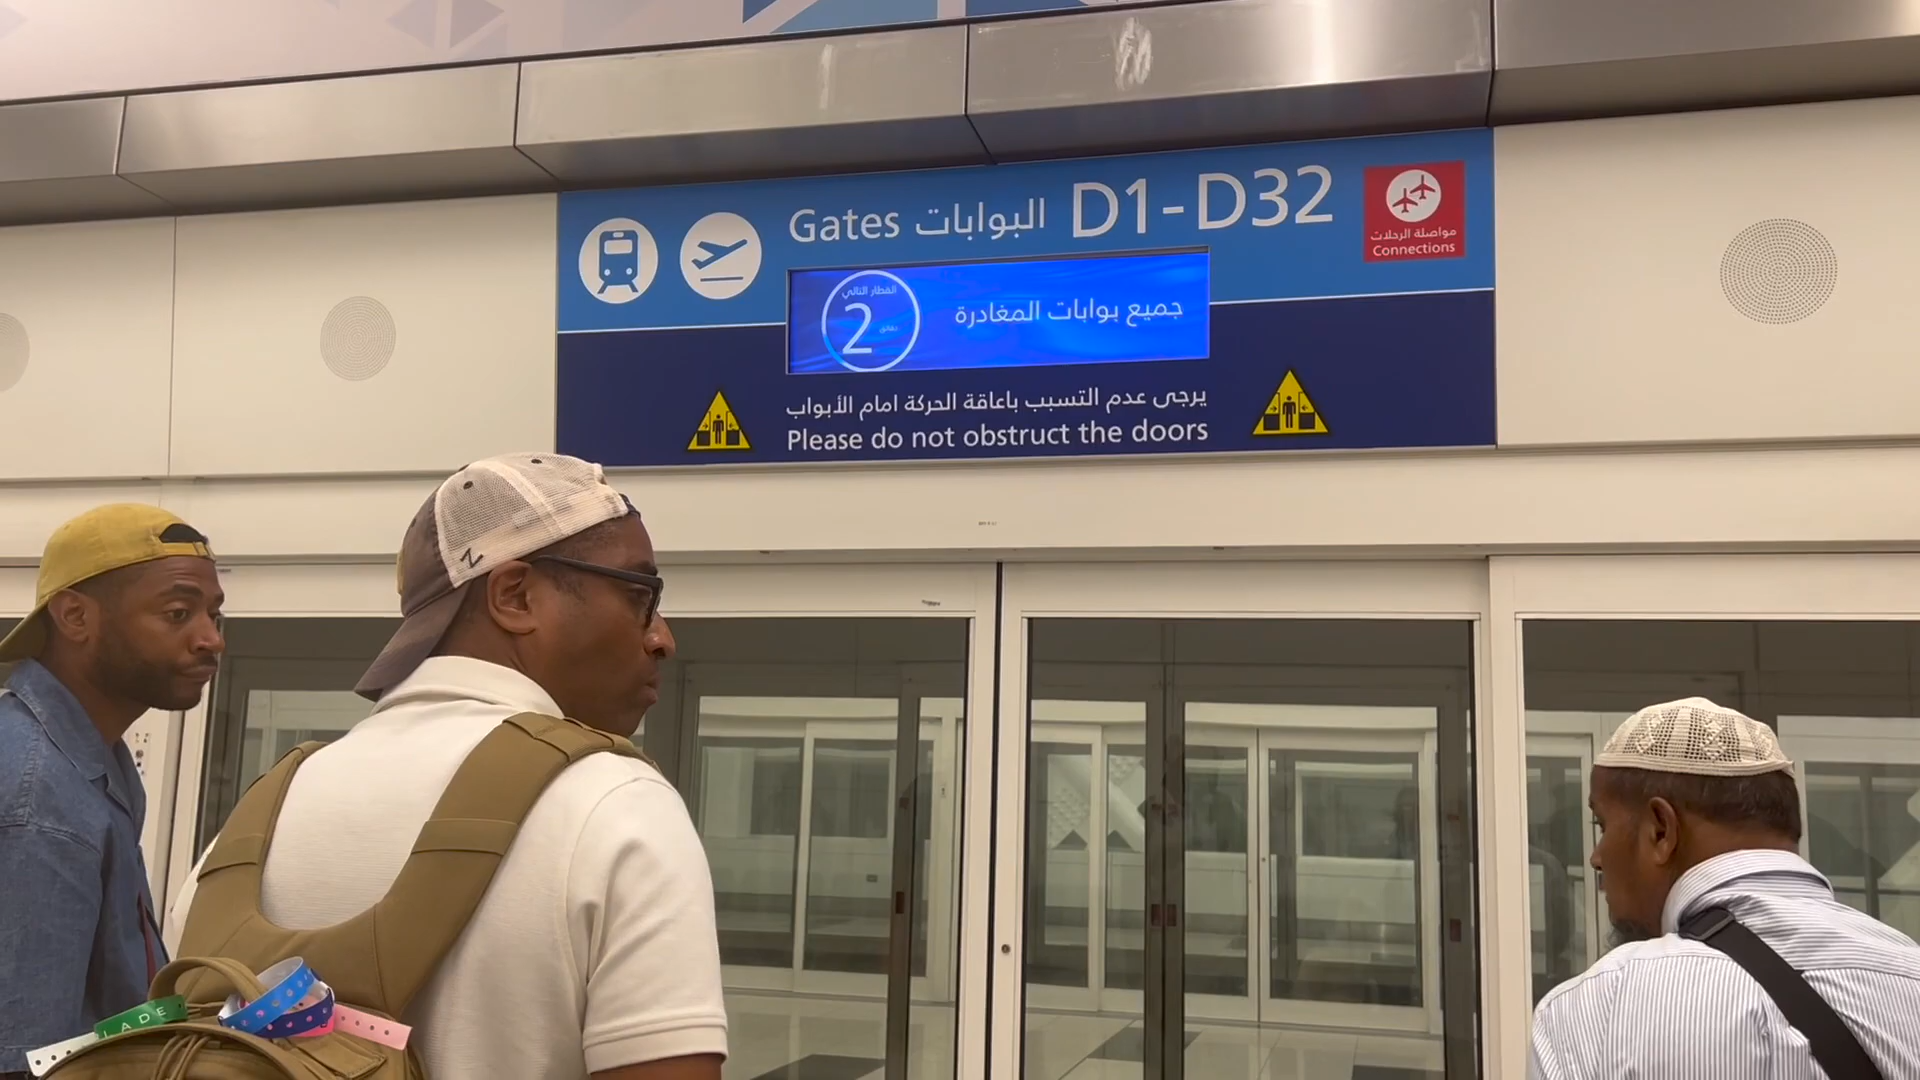 Gates البوابات D1-D32
مواصلة الرحلات
Connections
القطار التالي
2 دقائق
جميع بوابات المغادرة
يرجى عدم التسبب باعاقة الحركة امام الأبواب
Please do not obstruct the doors
Z
LADE